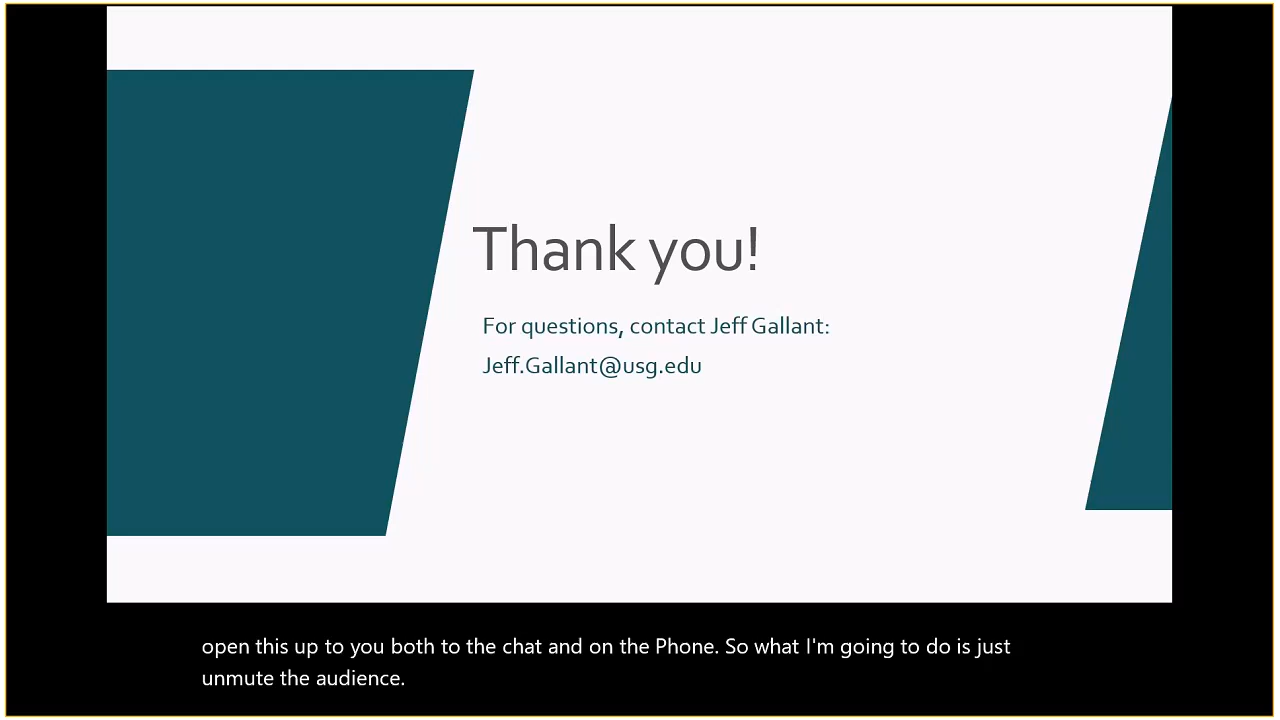 Thank you!
For questions, contact Jeff Gallant:
Jeff.Gallant@usg.edu
open this up to you both to the chat and on the Phone. So what I'm going to do is just
unmute the audience.